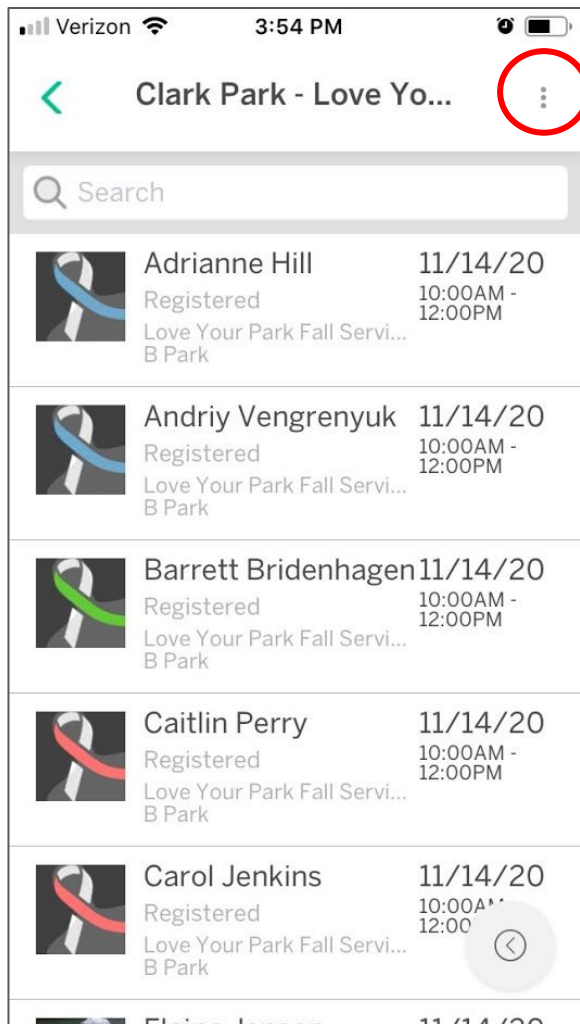 Verizon 3:54 PM
Clark Park - Love Yo...
Search
Adrianne Hill 11/14/20
Registered 10:00AM -
12:00PM
Love Your Park Fall Servi...
B Park
Andriy Vengrenyuk 11/14/20
Registered 10:00AM -
12:00PM
Love Your Park Fall Servi...
B Park
Barrett Bridenhagen 11/14/20
Registered 10:00AM -
12:00PM
Love Your Park Fall Servi...
B Park
Caitlin Perry 11/14/20
Registered 10:00AM -
12:00PM
Love Your Park Fall Servi...
B Park
Carol Jenkins 11/14/20
Registered 10:00A
12:00
Love Your Park Fall Servi...
B Park